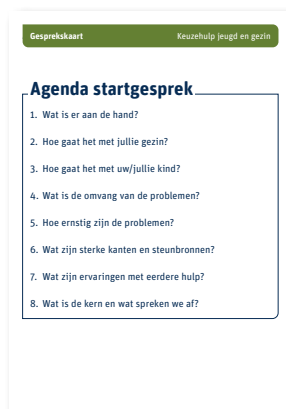 Gesprekskaart Keuzehulp jeugd en gezin
Agenda startgesprek
1. Wat is er aan de hand?
2. Hoe gaat het met jullie gezin?
3. Hoe gaat het met uw/jullie kind?
4. Wat is de omvang van de problemen?
5. Hoe ernstig zijn de problemen?
6. Wat zijn sterke kanten en steunbronnen?
7. Wat zijn ervaringen met eerdere hulp?
8. Wat is de kern en wat spreken we af?